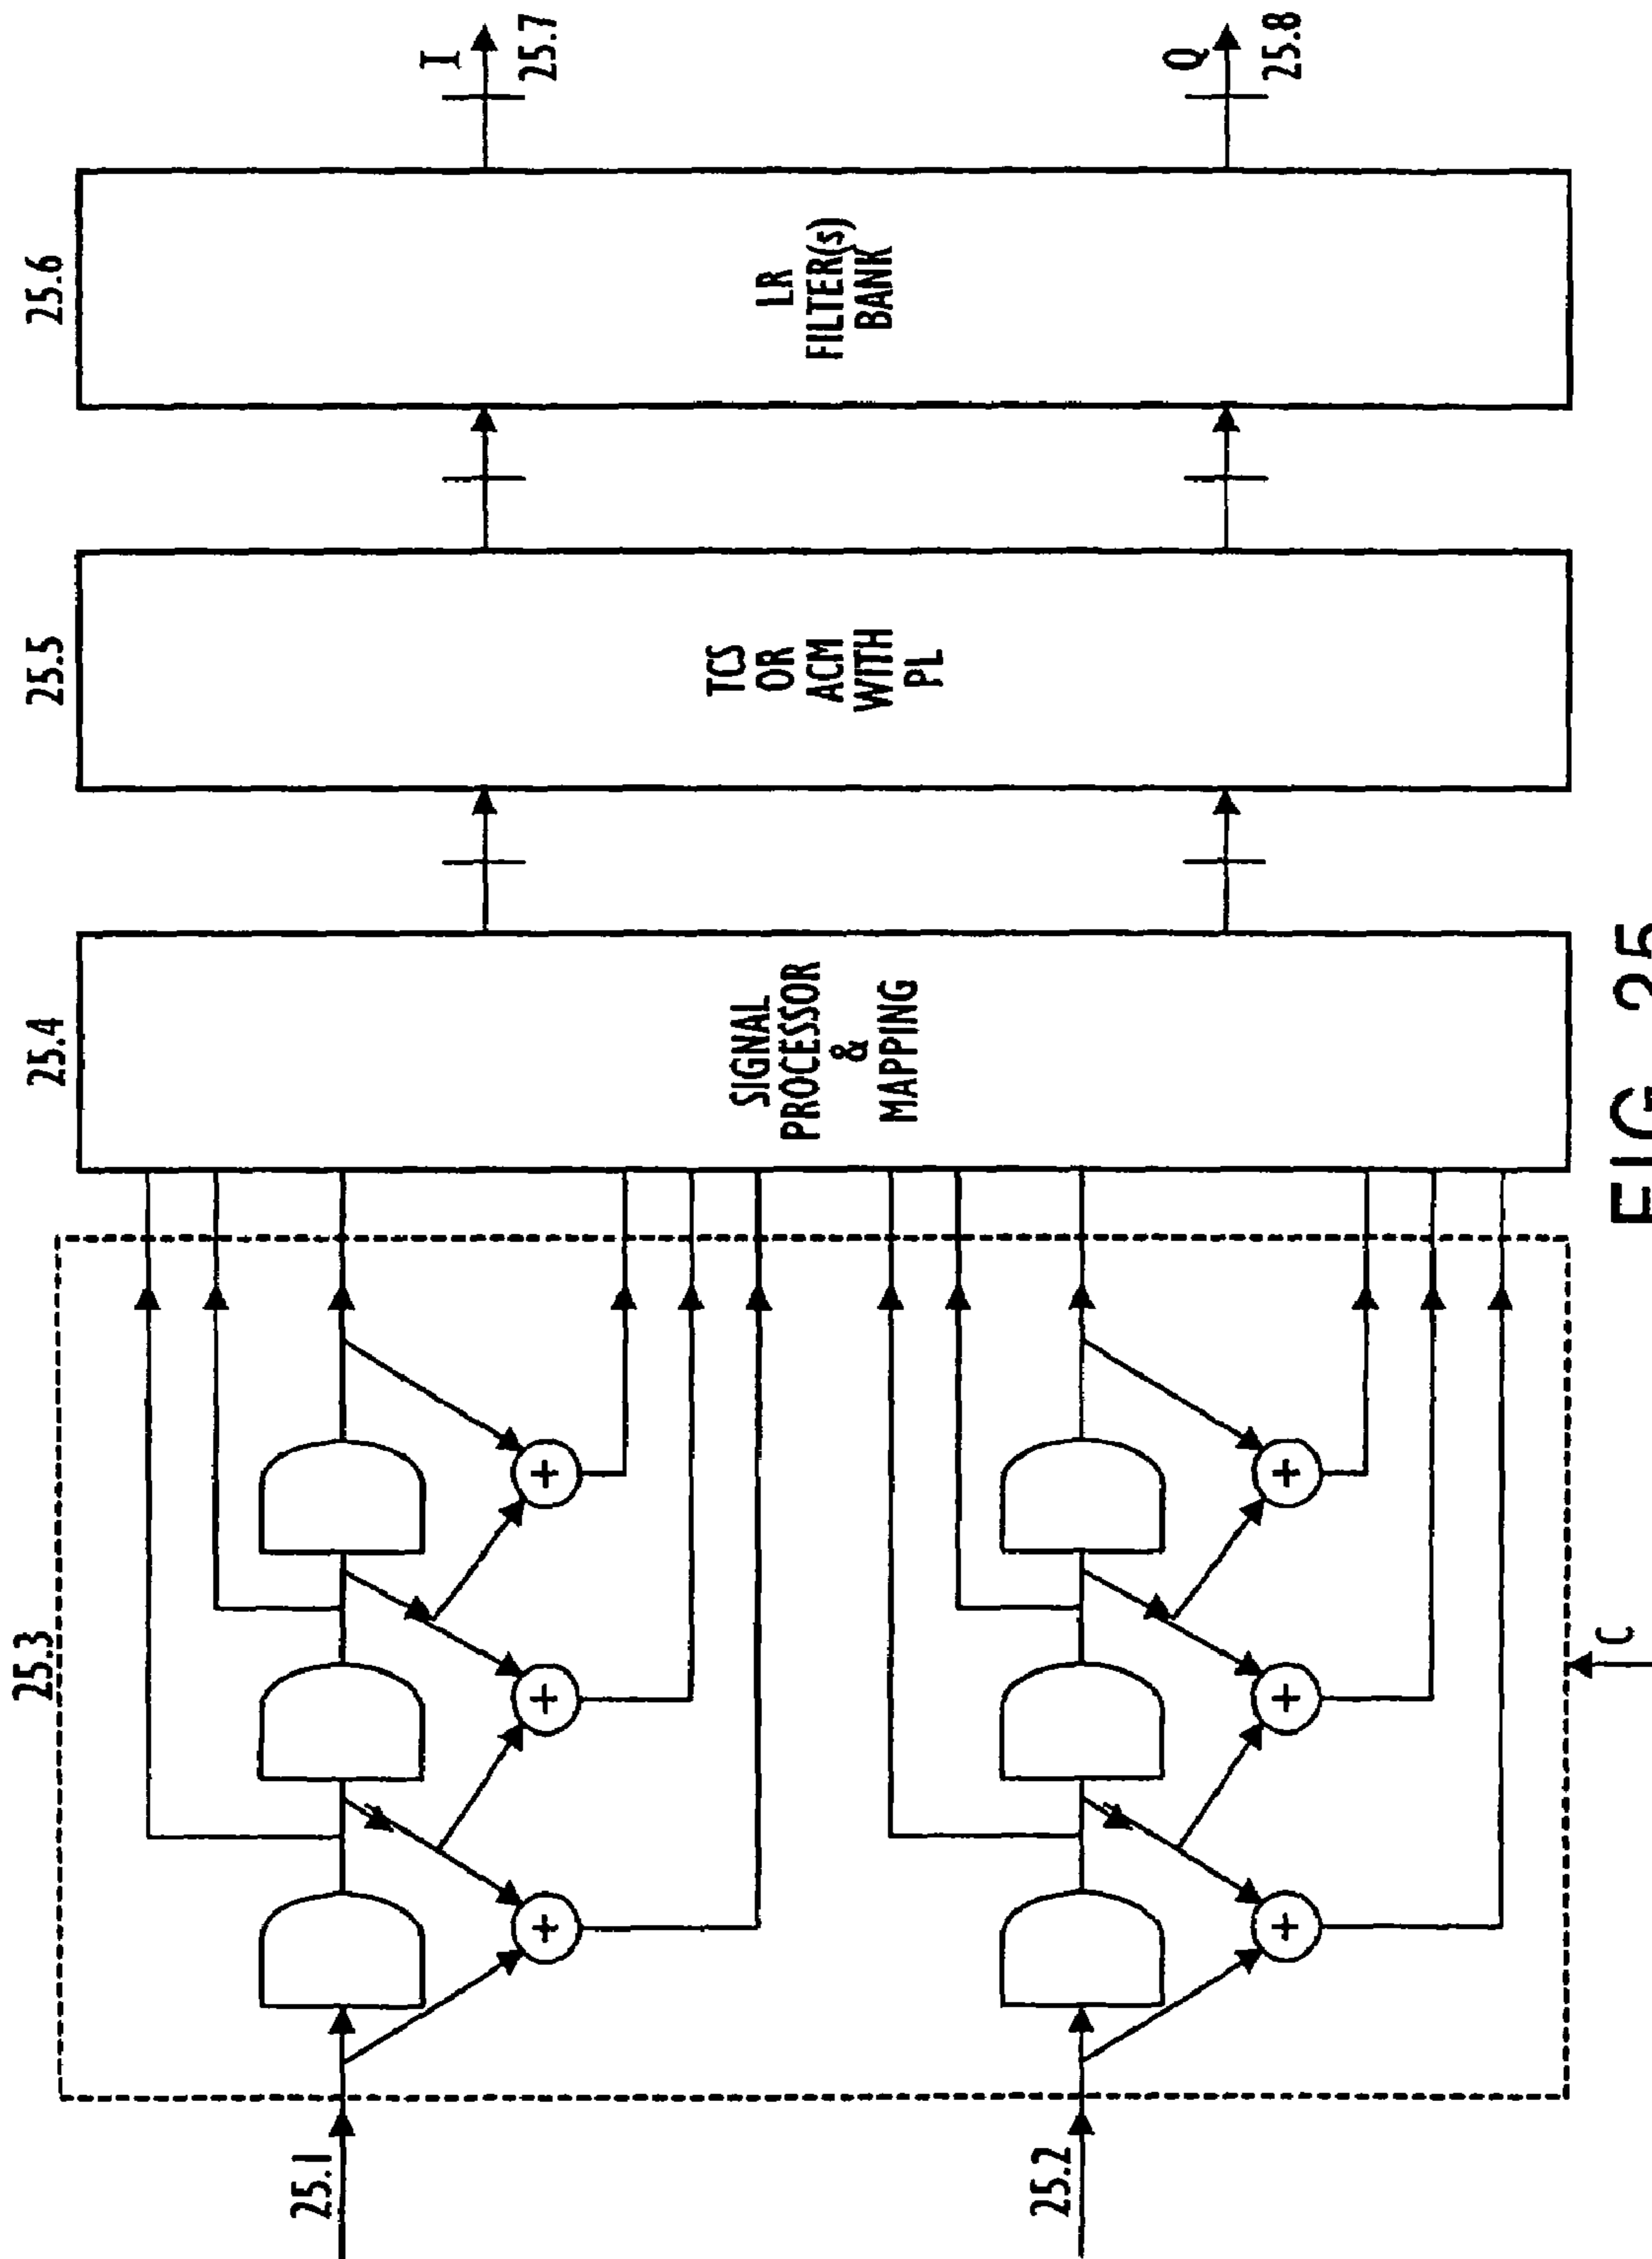 25.1
25.2
25.3
+
+
+
+
+
+
C
25.4
SIGNAL
PROCESSOR
&
MAPPING
25.5
TCS
OR
ACM
WITH
PL
25.6
LR
FILTER(s)
BANK
I
25.7
Q
25.8
FIG. 25